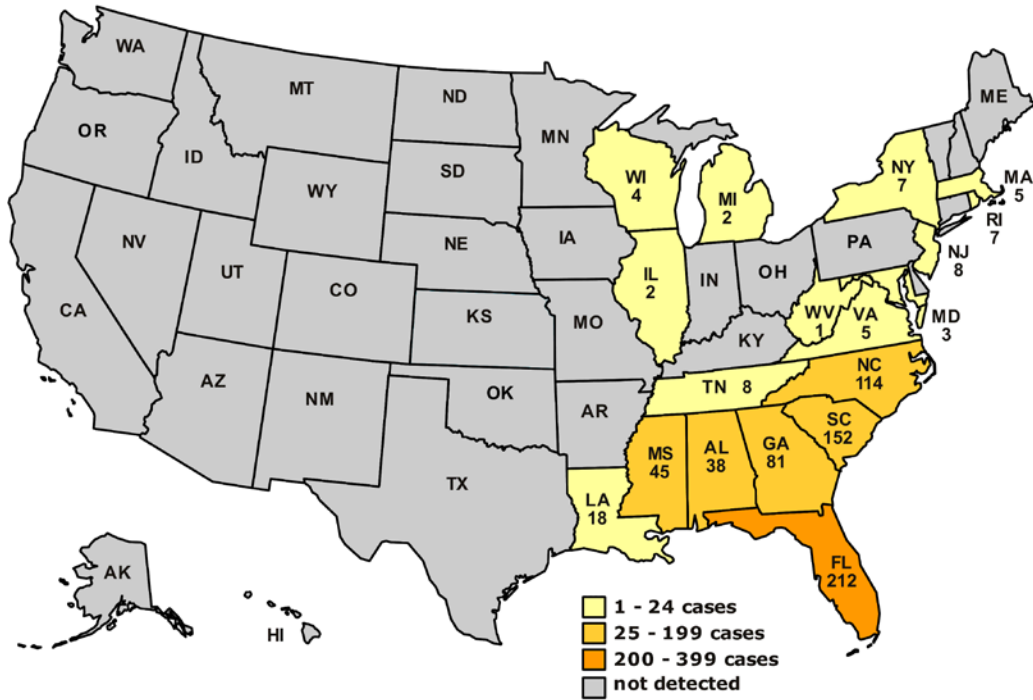 WA
MT
ND
MN
ME
OR
ID
SD
WI
4
MI
2
NY
7
MA
5
RI
7
WY
NV
NE
IA
PA
NJ
8
UT
CO
IL
2
IN
OH
CA
KS
MO
WV
1
VA
5
MD
3
KY
AZ
NM
OK
AR
TN 8
NC
114
SC
152
MS
45
AL
38
GA
81
TX
LA
18
FL
212
AK
HI
1 - 24 cases
25 - 199 cases
200 - 399 cases
not detected